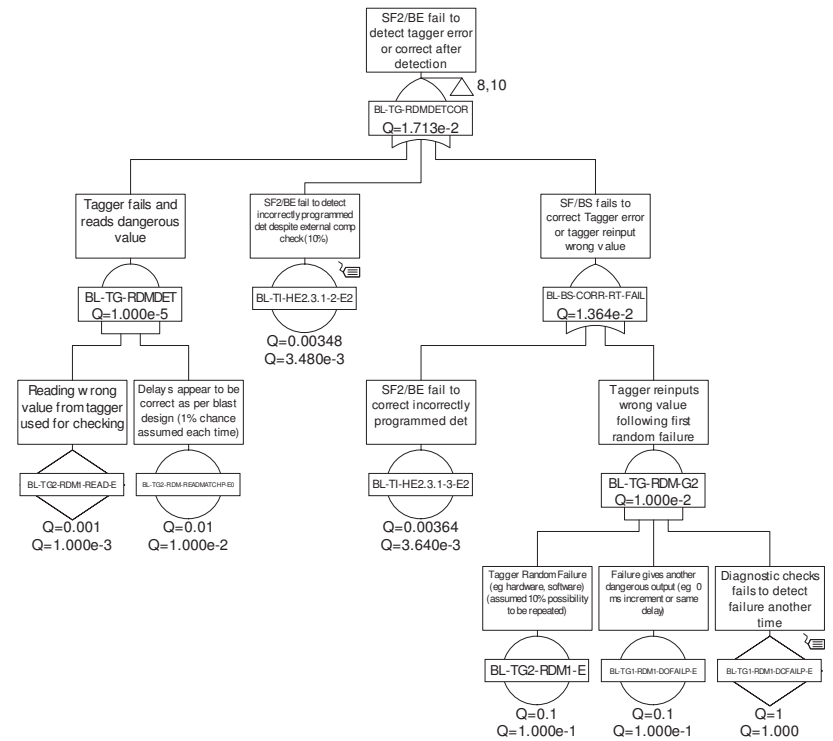 SF2/BE fail to
detect tagger error
or correct after
detection
8,10
BL-TG-RDMDETCOR
Q=1.713e-2
Tagger fails and
reads dangerous
value
BL-TG-RDMDET
Q=1.000e-5
SF2/BE fail to detect
incorrectly programmed
det despite external comp
check(10%)
BL-TI-HE2.3.1-2-E2
Q=0.00348
Q=3.480e-3
SF/BS fails to
correct Tagger error
or tagger reinput
wrong value
BL-BS-CORR-RT-FAIL
Q=1.364e-2
Reading wrong
value from tagger
used for checking
BL-TG2-RDM1-READ-E
Q=0.001
Q=1.000e-3
Delays appear to be
correct as per blast
design (1% chance
assumed each time)
BL-TG2-RDM-READMATCHP-E0
Q=0.01
Q=1.000e-2
SF2/BE fail to
correct incorrectly
programmed det
BL-TI-HE2.3.1-3-E2
Q=0.00364
Q=3.640e-3
Tagger reinputs
wrong value
following first
random failure
BL-TG-RDM-G2
Q=1.000e-2
Tagger Random Failure
(eg hardware, software)
(assumed 10% possibility
to be repeated)
BL-TG2-RDM1-E
Q=0.1
Q=1.000e-1
Failure gives another
dangerous output (eg 0
ms increment or same
delay)
BL-TG1-RDM1-DOFAILP-E
Q=0.1
Q=1.000e-1
Diagnostic checks
fails to detect
failure another
time
BL-TG1-RDM1-DCFAILP-E
Q=1
Q=1.000